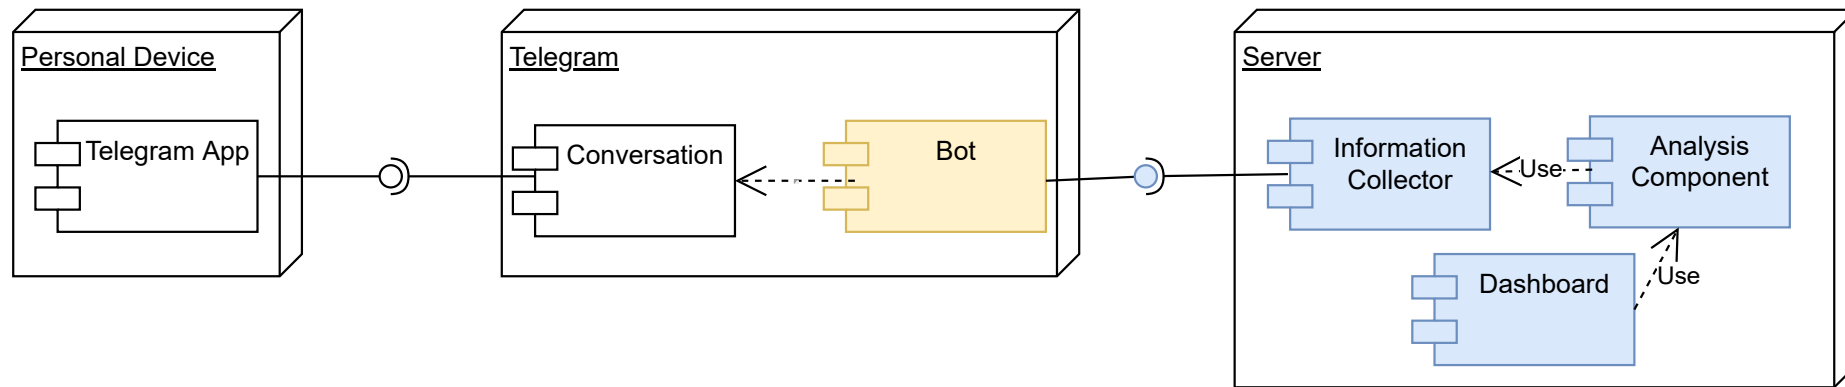 Personal Device
Telegram App
Telegram
Conversation
Bot
Server
Information
Collector
Use
Analysis
Component
Dashboard
Use